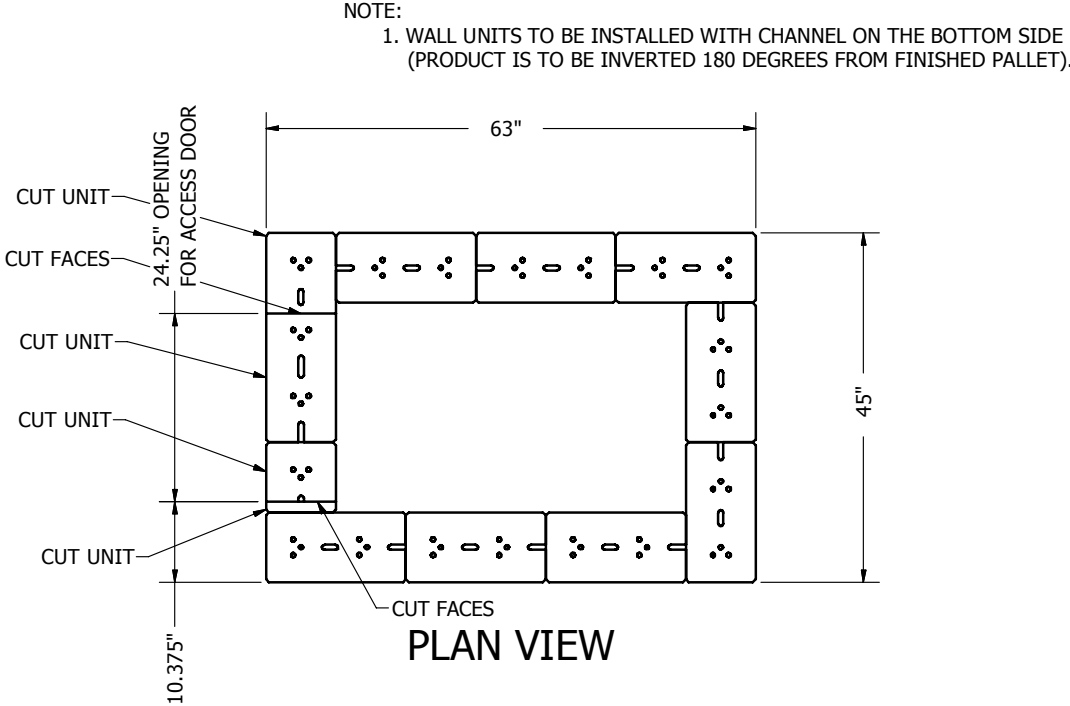 NOTE:
1. WALL UNITS TO BE INSTALLED WITH CHANNEL ON THE BOTTOM SIDE
(PRODUCT IS TO BE INVERTED 180 DEGREES FROM FINISHED PALLET).
63"
24.25" OPENING
FOR ACCESS DOOR
CUT UNIT
CUT FACES
CUT UNIT
45"
CUT UNIT
CUT UNIT
CUT FACES
PLAN VIEW
10.375"